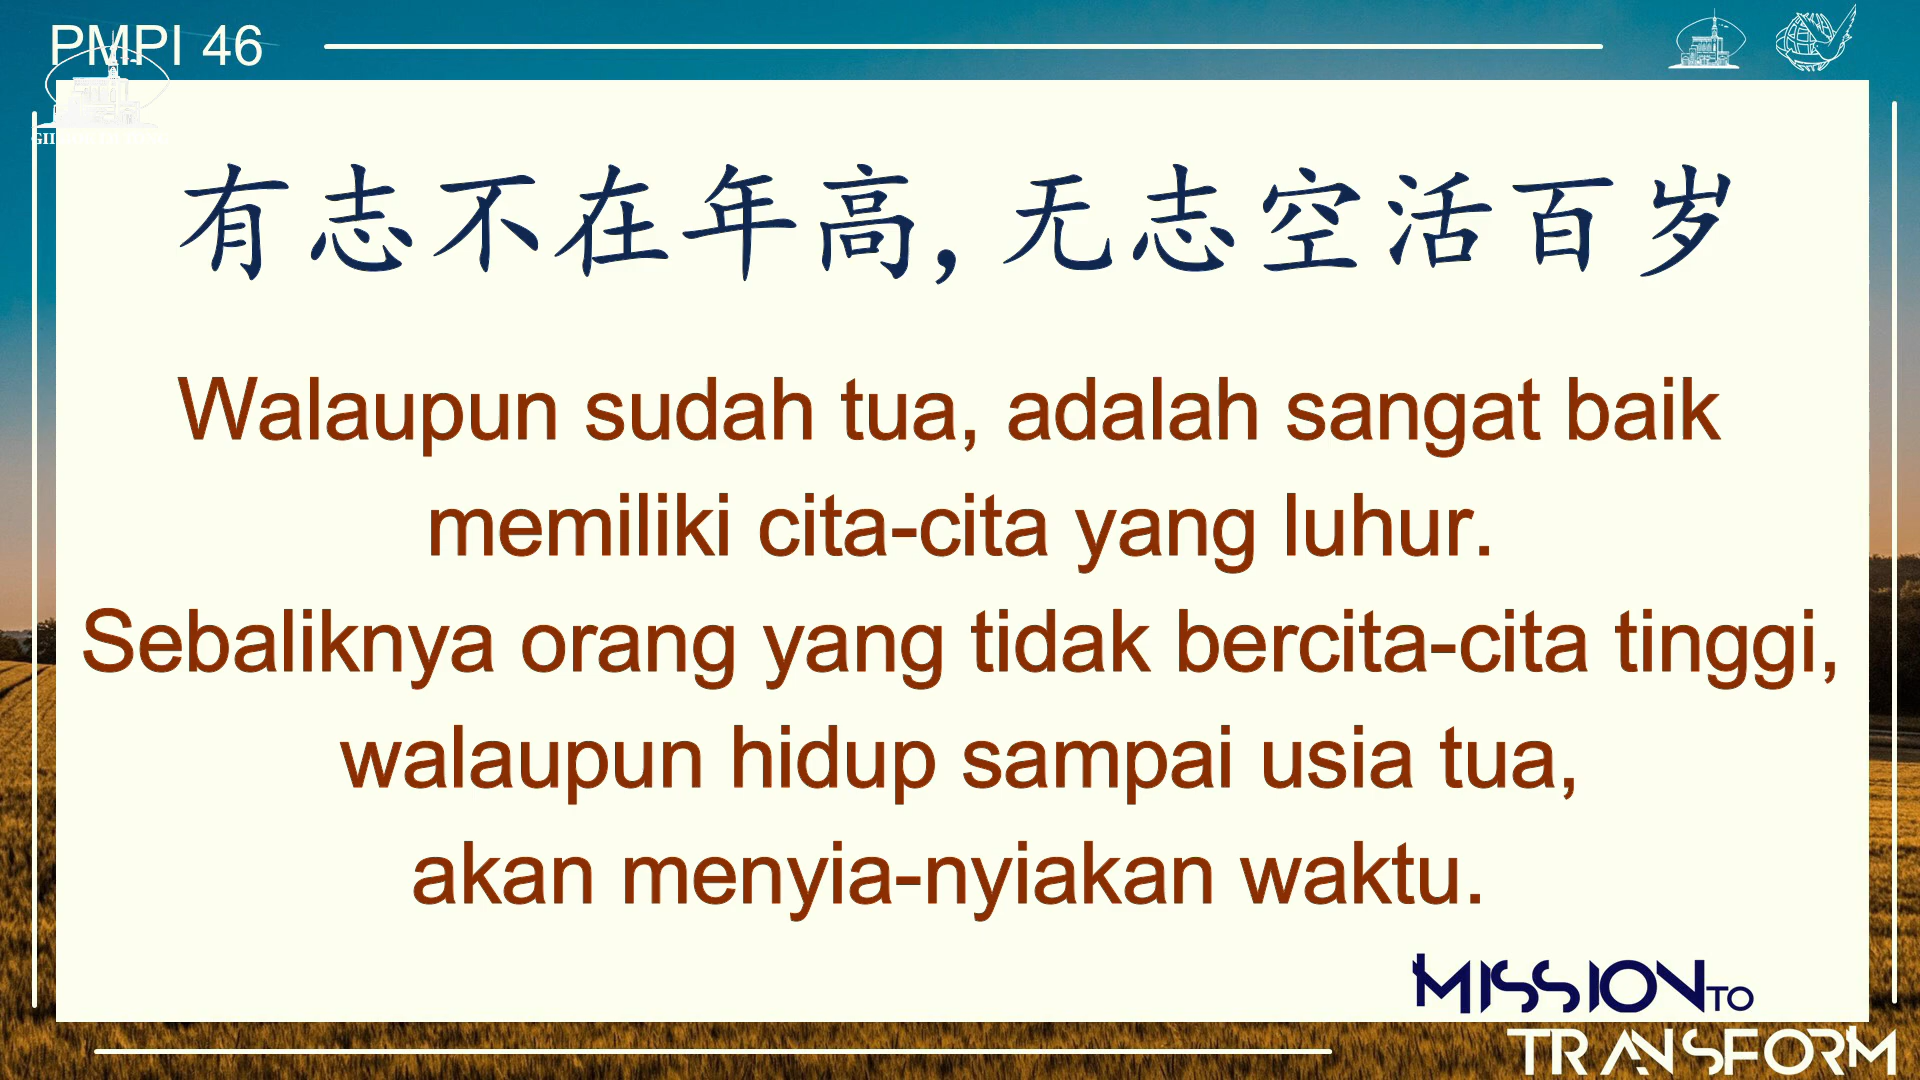 PMPI 46
有志不在年高,无志空活百岁
Walaupun sudah tua, adalah sangat baik
memiliki cita-cita yang luhur.
Sebaliknya orang yang tidak bercita-cita tinggi,
walaupun hidup sampai usia tua,
akan menyia-nyiakan waktu.
MISSION TO
TRANSFORM